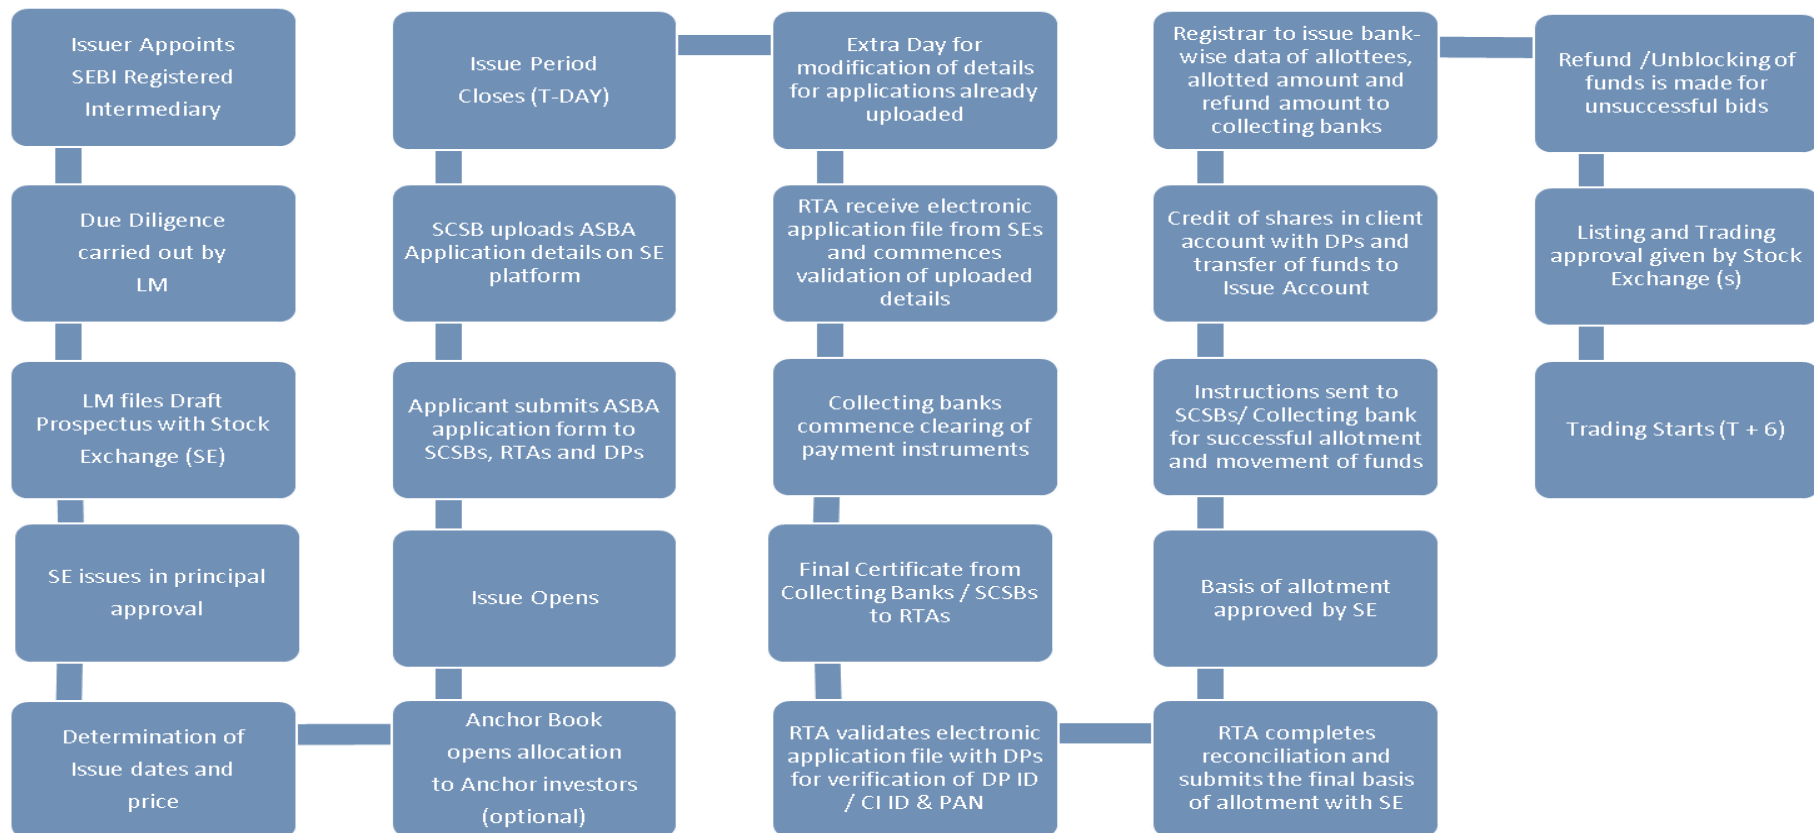 Issuer Appoints
SEBI Registered
Intermediary
Due Diligence
carried out by
LM
LM files Draft
Prospectus with Stock
Exchange (SE)
SE issues in principal
approval
Determination of
Issue dates and
price
Anchor Book
opens allocation
to Anchor investors
(optional)
Issue Opens
Applicant submits ASBA
application form to
SCSBs, RTAs and DPs
SCSB uploads ASBA
Application details on SE
platform
Issue Period
Closes (T-DAY)
Extra Day for
modification of details
for applications already
uploaded
RTA receive electronic
application file from SEs
and commences
validation of uploaded
details
Collecting banks
commence clearing of
payment instruments
Final Certificate from
Collecting Banks / SCSBs
to RTAs
RTA validates electronic
application file with DPs
for verification of DP ID
/ CI ID & PAN
RTA completes
reconciliation and
submits the final basis
of allotment with SE
Basis of allotment
approved by SE
Instructions sent to
SCSBs/ Collecting bank
for successful allotment
and movement of funds
Credit of shares in client
account with DPs and
transfer of funds to
Issue Account
Registrar to issue bank-
wise data of allottees,
allotted amount and
refund amount to
collecting banks
Refund /Unblocking of
funds is made for
unsuccessful bids
Listing and Trading
approval given by Stock
Exchange (s)
Trading Starts (T + 6)